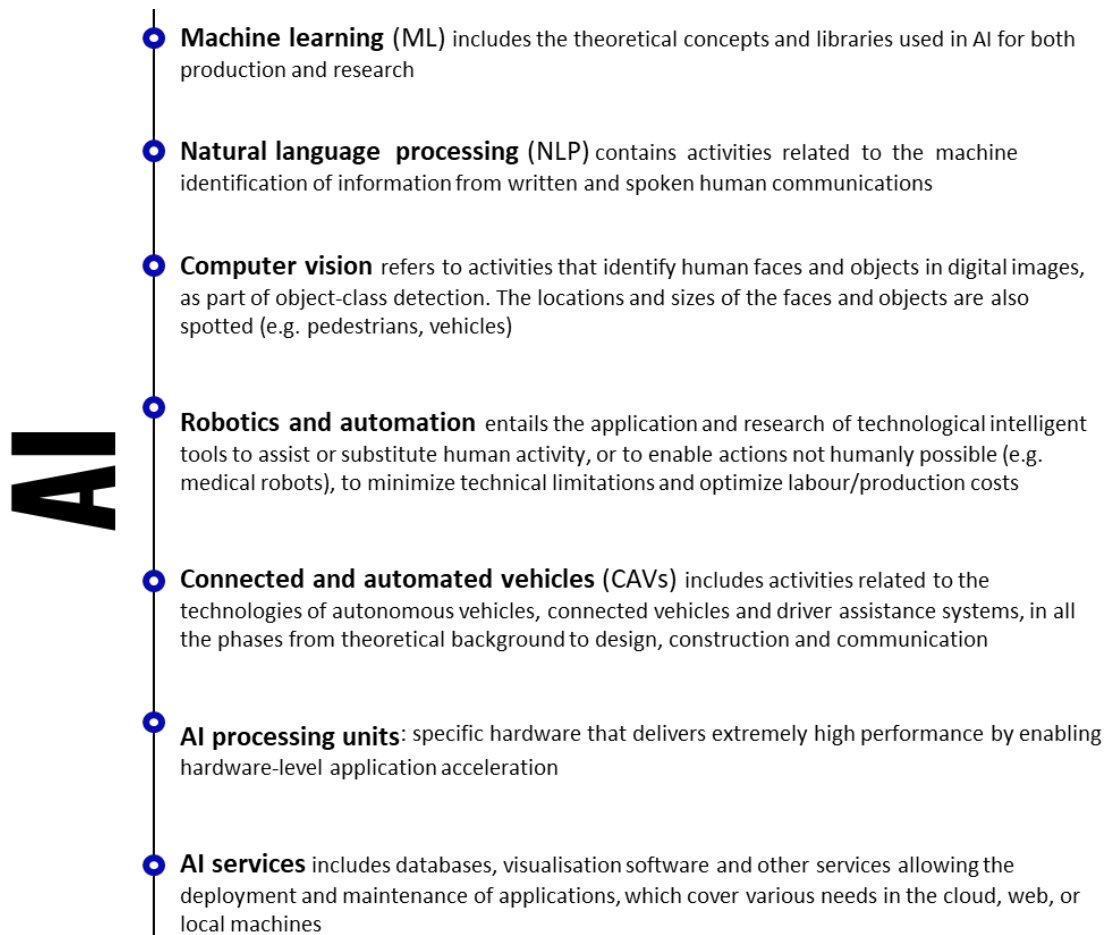 AI
Machine learning (ML) includes the theoretical concepts and libraries used in AI for both
production and research
Natural language processing (NLP) contains activities related to the machine
identification of information from written and spoken human communications
Computer vision refers to activities that identify human faces and objects in digital images,
as part of object-class detection. The locations and sizes of the faces and objects are also
spotted (e.g. pedestrians, vehicles)
Robotics and automation entails the application and research of technological intelligent
tools to assist or substitute human activity, or to enable actions not humanly possible (e.g.
medical robots), to minimize technical limitations and optimize labour/production costs
Connected and automated vehicles (CAVs) includes activities related to the
technologies of autonomous vehicles, connected vehicles and driver assistance systems, in all
the phases from theoretical background to design, construction and communication
AI processing units: specific hardware that delivers extremely high performance by enabling
hardware-level application acceleration
AI services includes databases, visualisation software and other services allowing the
deployment and maintenance of applications, which cover various needs in the cloud, web, or
local machines